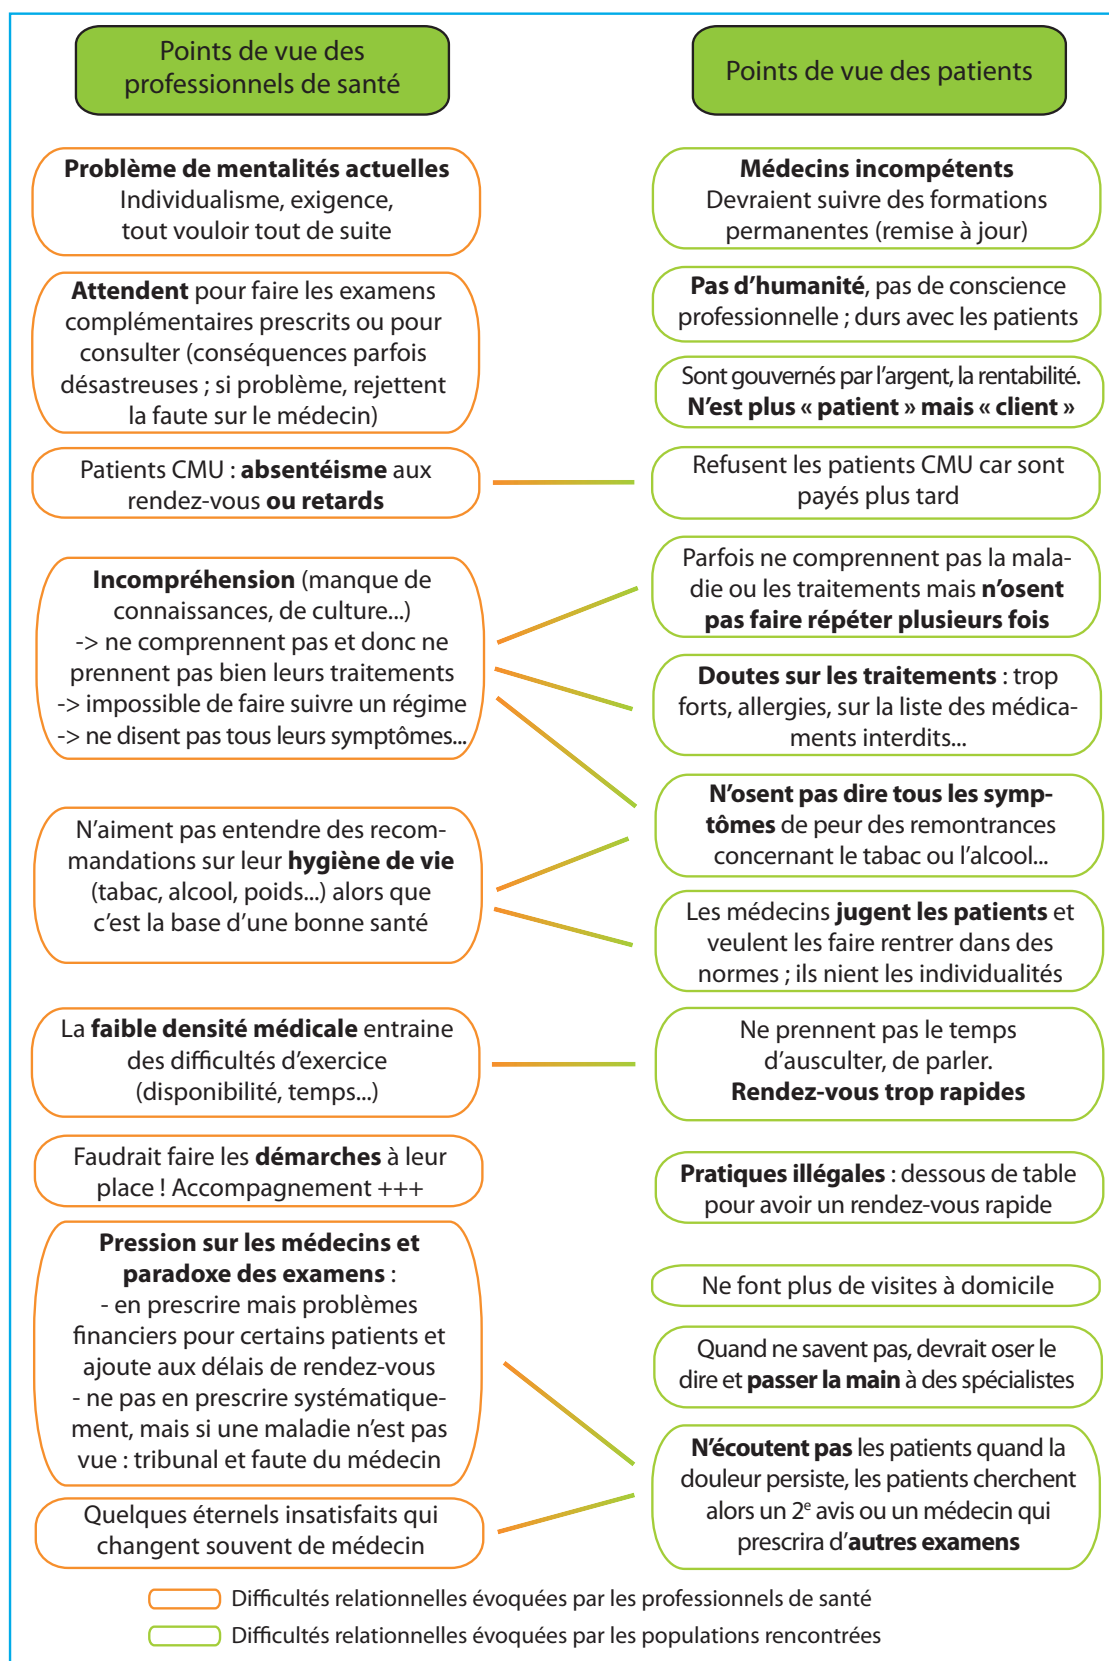 Points de vue des
professionnels de santé
Problème de mentalités actuelles
Individualisme, exigence,
tout vouloir tout de suite
Attendent pour faire les examens
complémentaires prescrits ou pour
consulter (conséquences parfois
désastreuses ; si problème, rejettent
la faute sur le médecin)
Patients CMU : absentéisme aux
rendez-vous ou retards
Incompréhension (manque de
connaissances, de culture...)
-> ne comprennent pas et donc ne
prennent pas bien leurs traitements
-> impossible de faire suivre un régime
-> ne disent pas tous leurs symptômes...
N'aiment pas entendre des recom-
mandations sur leur hygiène de vie
(tabac, alcool, poids...) alors que
c'est la base d'une bonne santé
La faible densité médicale entraine
des difficultés d'exercice
(disponibilité, temps...)
Faudrait faire les démarches à leur
place ! Accompagnement +++
Pression sur les médecins et
paradoxe des examens :
- en prescrire mais problèmes
financiers pour certains patients et
ajoute aux délais de rendez-vous
- ne pas en prescrire systématique-
ment, mais si une maladie n'est pas
vue : tribunal et faute du médecin
Quelques éternels insatisfaits qui
changent souvent de médecin
Points de vue des patients
Médecins incompétents
Devraient suivre des formations
permanentes (remise à jour)
Pas d'humanité, pas de conscience
professionnelle ; durs avec les patients
Sont gouvernés par l'argent, la rentabilité.
N'est plus « patient » mais « client »
Refusent les patients CMU car sont
payés plus tard
Parfois ne comprennent pas la mala-
die ou les traitements mais n'osent
pas faire répéter plusieurs fois
Doutes sur les traitements : trop
forts, allergies, sur la liste des médica-
ments interdits...
N'osent pas dire tous les symp-
tômes de peur des remontrances
concernant le tabac ou l'alcool...
Les médecins jugent les patients et
veulent les faire rentrer dans des
normes ; ils nient les individualités
Ne prennent pas le temps
d'ausculter, de parler.
Rendez-vous trop rapides
Pratiques illégales : dessous de table
pour avoir un rendez-vous rapide
Ne font plus de visites à domicile
Quand ne savent pas, devrait oser le
dire et passer la main à des spécialistes
N'écoutent pas les patients quand la
douleur persiste, les patients cherchent
alors un 2e avis ou un médecin qui
prescrira d'autres examens
Difficultés relationnelles évoquées par les professionnels de santé
Difficultés relationnelles évoquées par les populations rencontrées